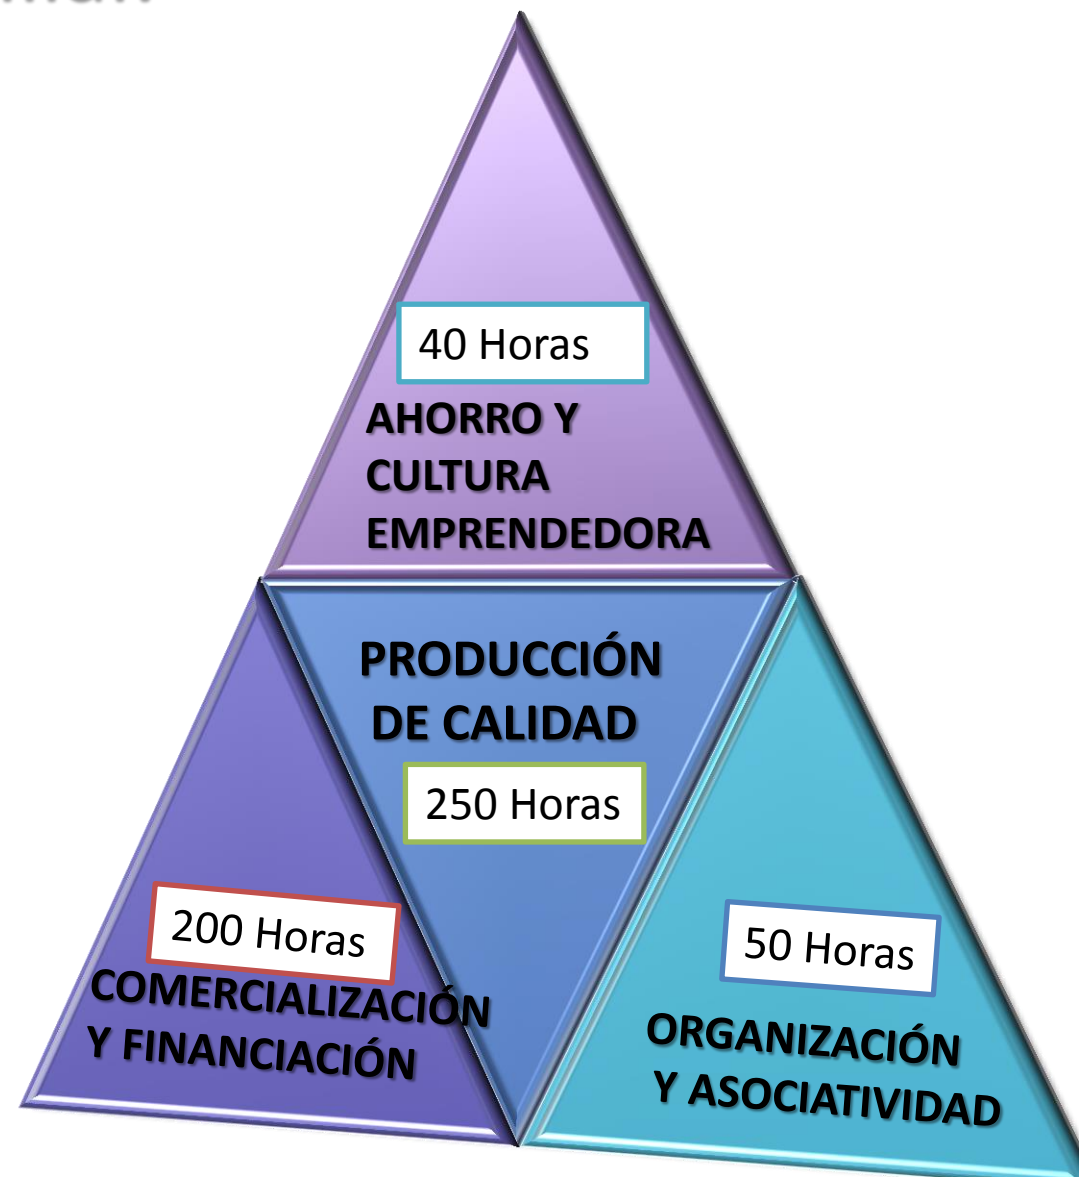 40 Horas
AHORRO Y
CULTURA
EMPRENDEDORA
PRODUCCIÓN
DE CALIDAD
250 Horas
200 Horas
COMERCIALIZACIÓN
Y FINANCIACIÓN
50 Horas
ORGANIZACIÓN
Y ASOCIATIVIDAD